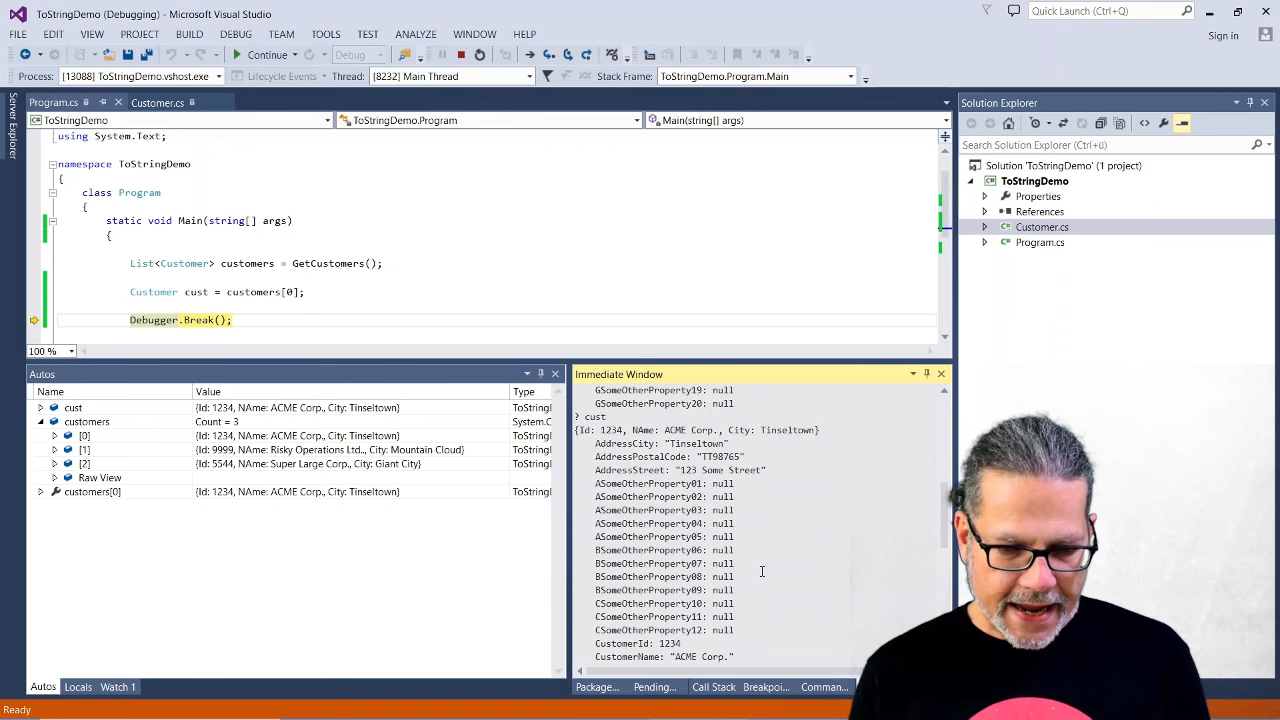 ToStringDemo (Debugging) - Microsoft Visual Studio
Quick Launch (Ctrl+Q)
FILE EDIT VIEW PROJECT BUILD DEBUG TEAM TOOLS TEST ANALYZE WINDOW HELP
Sign in
Continue Debug
Process: [13088] ToStringDemo.vshost.exe Lifecycle Events Thread: [8232] Main Thread Stack Frame: ToStringDemo.Program.Main
Server Explorer
Program.cs Customer.cs
ToStringDemo ToStringDemo.Program Main(string[] args)
using System.Text;
namespace ToStringDemo
{
class Program
{
static void Main(string[] args)
{
List<Customer> customers = GetCustomers();
Customer cust = customers[0];
Debugger.Break();
100 %
Solution Explorer
Search Solution Explorer (Ctrl+ü)
Solution 'ToStringDemo' (1 project)
C# ToStringDemo
Properties
References
C# Customer.cs
C# Program.cs
Autos
Name Value Type
cust {Id: 1234, NAme: ACME Corp., City: Tinseltown} ToStringl
customers Count = 3 System.C
[0] {Id: 1234, NAme: ACME Corp., City: Tinseltown} ToStringl
[1] {Id: 9999, NAme: Risky Operations Ltd.., City: Mountain Cloud} ToStringl
[2] {Id: 5544, NAme: Super Large Corp., City: Giant City} ToStringl
Raw View
customers[0] {Id: 1234, NAme: ACME Corp., City: Tinseltown} ToStringl
Autos Locals Watch 1
Immediate Window
GSomeOtherProperty19: null
GSomeOtherProperty20: null
? cust
{Id: 1234, NAme: ACME Corp., City: Tinseltown}
AddressCity: "Tinseltown"
AddressPostalCode: "TT98765"
AddressStreet: "123 Some Street"
ASomeOtherProperty01: null
ASomeOtherProperty02: null
ASomeOtherProperty03: null
ASomeOtherProperty04: null
ASomeOtherProperty05: null
BSomeOtherProperty06: null
BSomeOtherProperty07: null
BSomeOtherProperty08: null
BSomeOtherProperty09: null
CSomeOtherProperty10: null
CSomeOtherProperty11: null
CSomeOtherProperty12: null
CustomerId: 1234
CustomerName: "ACME Corp."
Package... Pending... Call Stack Breakpoi... Comman...
Ready